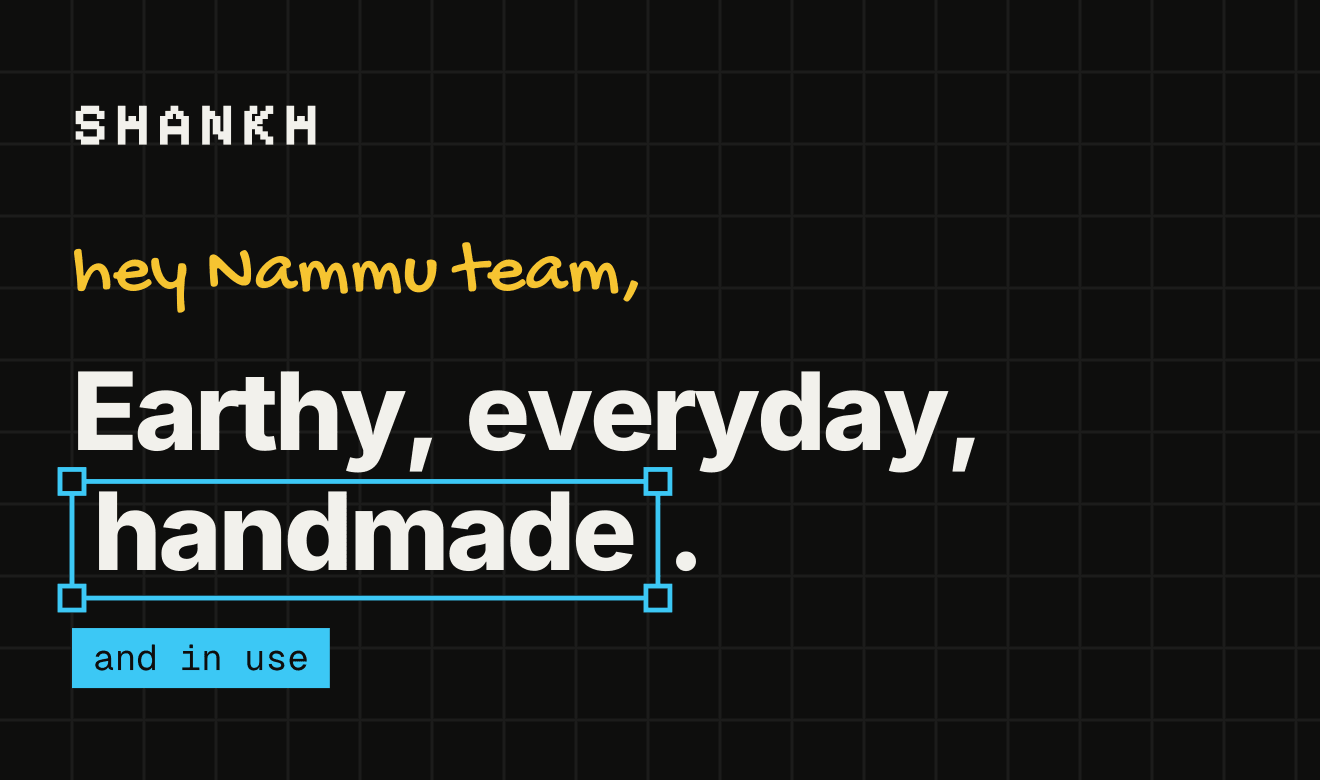 SHANKH
hey Nammu team,
Earthy, everyday,
handmade.
and in use